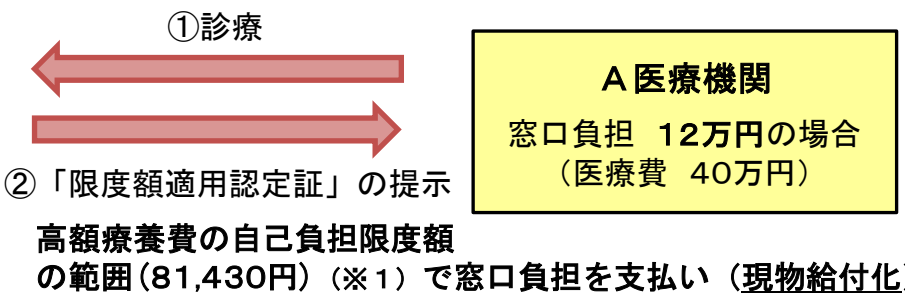 ①診療
A医療機関
窓口負担 12万円の場合
(医療費 40万円)
②「限度額適用認定証」の提示
高額療養費の自己負担限度額
の範囲(81,430円)(※1)で窓口負担を支払い(現物給付化)